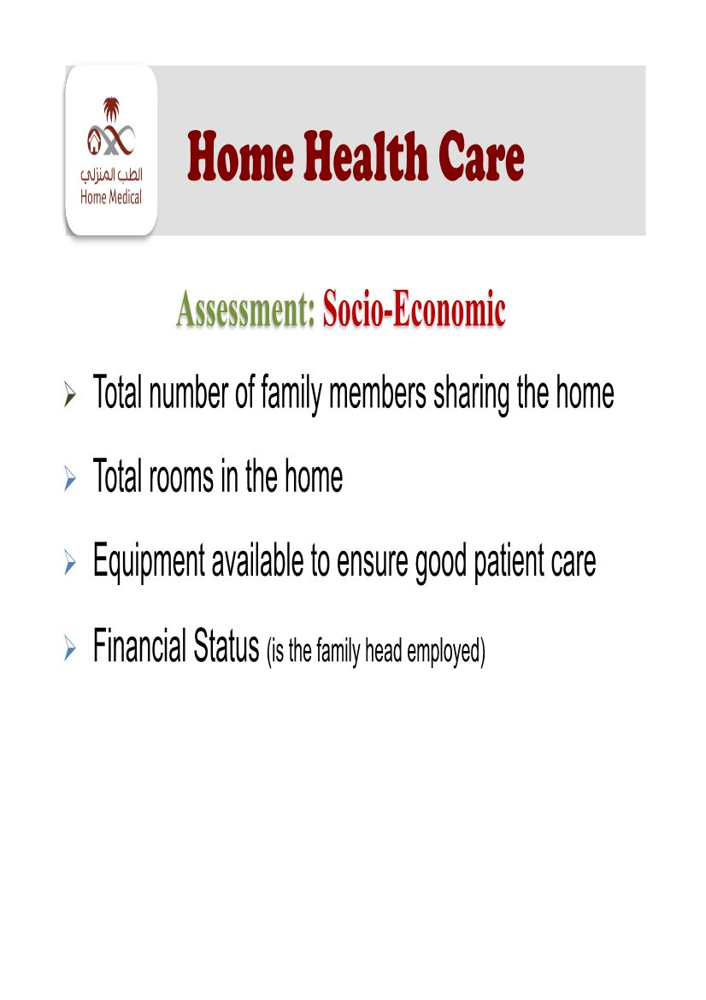 الطب المنزلي
Home Medical
Home Health Care
Assessment: Socio-Economic
Total number of family members sharing the home
Total rooms in the home
Equipment available to ensure good patient care
Financial Status (is the family head employed)